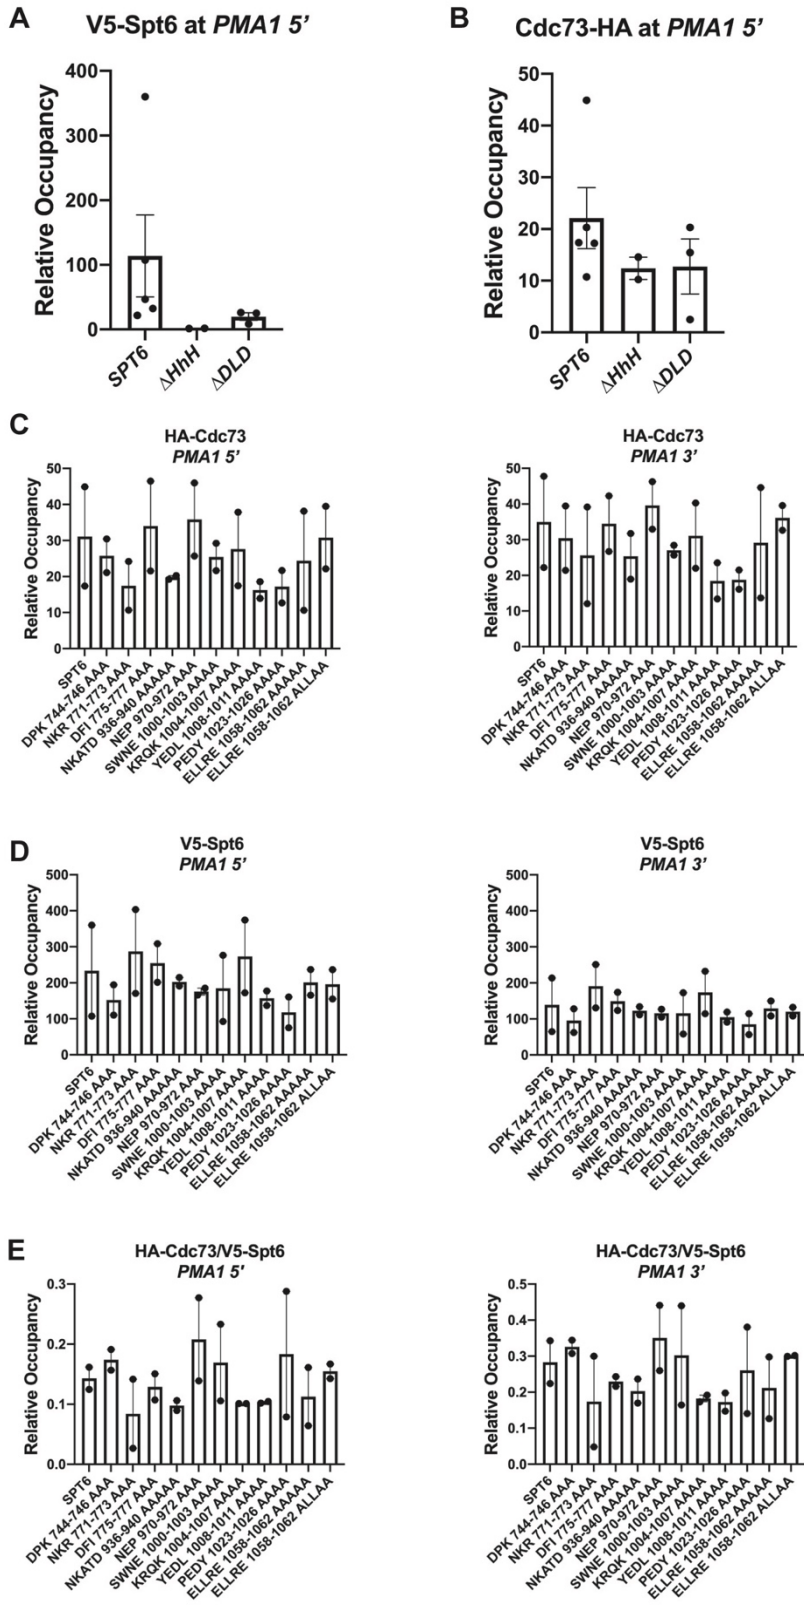 A
V5-Spt6 at PMA1 5’
Relative Occupancy
400
300
200
100
0
SPT6
ΔHhH
ΔDLD
B
Cdc73-HA at PMA1 5’
Relative Occupancy
50
40
30
20
10
0
SPT6
ΔHhH
ΔDLD
C
HA-Cdc73
PMA1 5’
Relative Occupancy
50
40
30
20
10
0
SPT6
DPK 744-746 AAA
NKR 771-773 AAA
DFI 775-777 AAA
NKATD 936-940 AAAAA
NEP 970-972 AAA
SWNE 1000-1003 AAAA
KRQK 1004-1007 AAAA
YEDL 1008-1011 AAAA
PEDY 1023-1026 AAAA
ELLRE 1058-1062 AAAAA
ELLRE 1058-1062 ALLAA
HA-Cdc73
PMA1 3’
Relative Occupancy
50
40
30
20
10
0
SPT6
DPK 744-746 AAA
NKR 771-773 AAA
DFI 775-777 AAA
NKATD 936-940 AAAAA
NEP 970-972 AAA
SWNE 1000-1003 AAAA
KRQK 1004-1007 AAAA
YEDL 1008-1011 AAAA
PEDY 1023-1026 AAAA
ELLRE 1058-1062 AAAAA
ELLRE 1058-1062 ALLAA
D
V5-Spt6
PMA1 5’
Relative Occupancy
500
400
300
200
100
0
SPT6
DPK 744-746 AAA
NKR 771-773 AAA
DFI 775-777 AAA
NKATD 936-940 AAAAA
NEP 970-972 AAA
SWNE 1000-1003 AAAA
KRQK 1004-1007 AAAA
YEDL 1008-1011 AAAA
PEDY 1023-1026 AAAA
ELLRE 1058-1062 AAAAA
ELLRE 1058-1062 ALLAA
V5-Spt6
PMA1 3’
Relative Occupancy
500
400
300
200
100
0
SPT6
DPK 744-746 AAA
NKR 771-773 AAA
DFI 775-777 AAA
NKATD 936-940 AAAAA
NEP 970-972 AAA
SWNE 1000-1003 AAAA
KRQK 1004-1007 AAAA
YEDL 1008-1011 AAAA
PEDY 1023-1026 AAAA
ELLRE 1058-1062 AAAAA
ELLRE 1058-1062 ALLAA
E
HA-Cdc73/V5-Spt6
PMA1 5'
Relative Occupancy
0.3
0.2
0.1
0.0
SPT6
DPK 744-746 AAA
NKR 771-773 AAA
DFI 775-777 AAA
NKATD 936-940 AAAAA
NEP 970-972 AAA
SWNE 1000-1003 AAAA
KRQK 1004-1007 AAAA
YEDL 1008-1011 AAAA
PEDY 1023-1026 AAAA
ELLRE 1058-1062 AAAAA
ELLRE 1058-1062 ALLAA
HA-Cdc73/V5-Spt6
PMA1 3’
Relative Occupancy
0.5
0.4
0.3
0.2
0.1
0.0
SPT6
DPK 744-746 AAA
NKR 771-773 AAA
DFI 775-777 AAA
NKATD 936-940 AAAAA
NEP 970-972 AAA
SWNE 1000-1003 AAAA
KRQK 1004-1007 AAAA
YEDL 1008-1011 AAAA
PEDY 1023-1026 AAAA
ELLRE 1058-1062 AAAAA
ELLRE 1058-1062 ALLAA